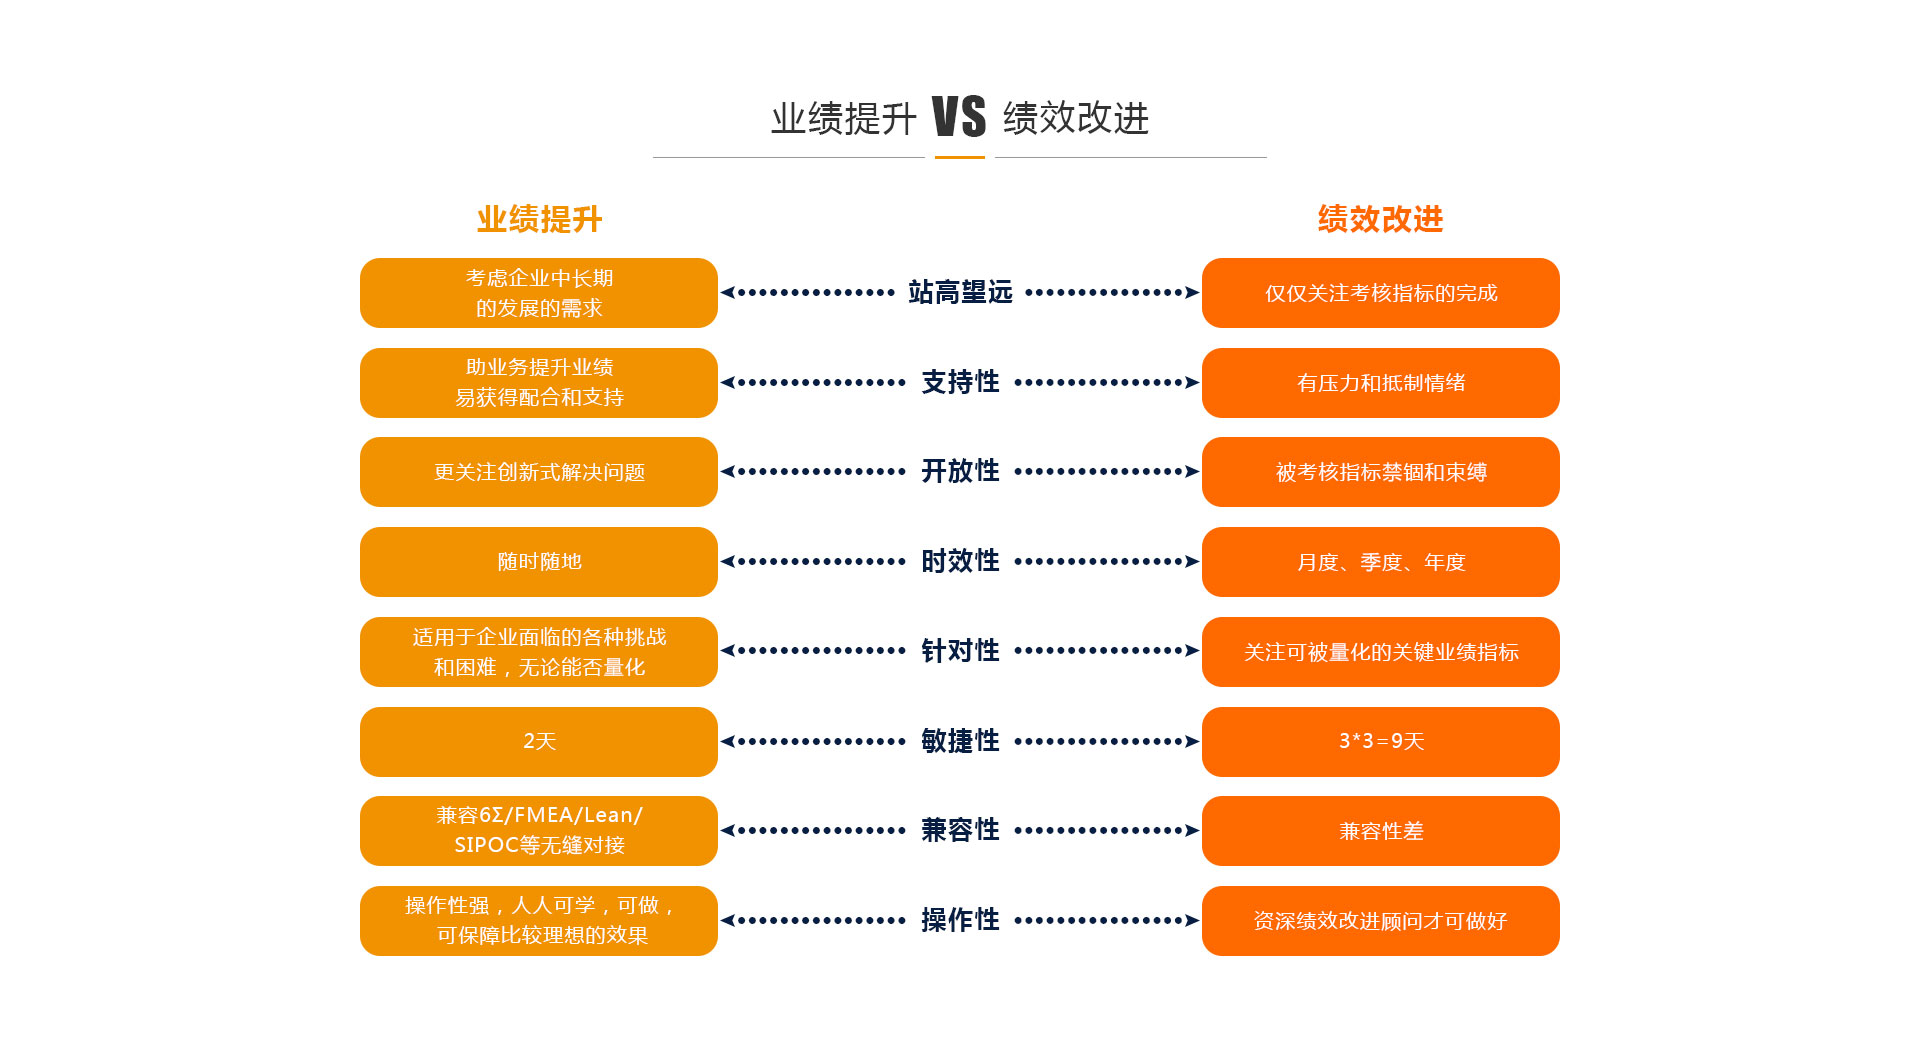 业绩提升 VS 绩效改进
业绩提升
绩效改进
考虑企业中长期
的发展的需求
站高望远
仅仅关注考核指标的完成
助业务提升业绩
易获得配合和支持
支持性
有压力和抵制情绪
更关注创新式解决问题
开放性
被考核指标禁锢和束缚
随时随地
时效性
月度、季度、年度
适用于企业面临的各种挑战
和困难，无论能否量化
针对性
关注可被量化的关键业绩指标
2天
敏捷性
3*3=9天
兼容6Σ/FMEA/Lean/
SIPOC等无缝对接
兼容性
兼容性差
操作性强，人人可学，可做，
可保障比较理想的效果
操作性
资深绩效改进顾问才可做好